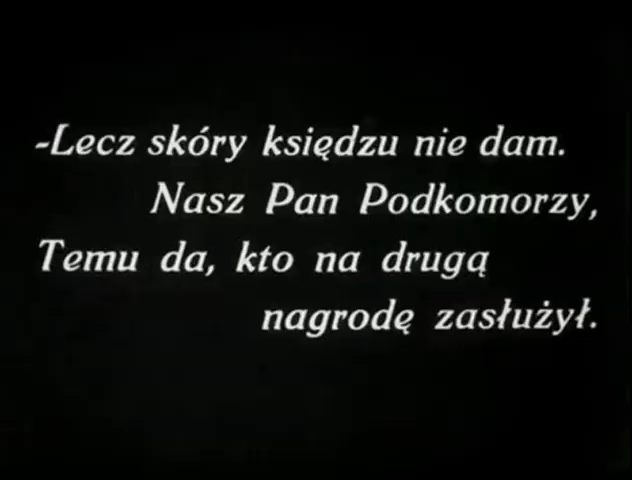 -Lecz skóry księdzu nie dam.
Nasz Pan Podkomorzy,
Temu da, kto na drugą
nagrodę zasłużył.